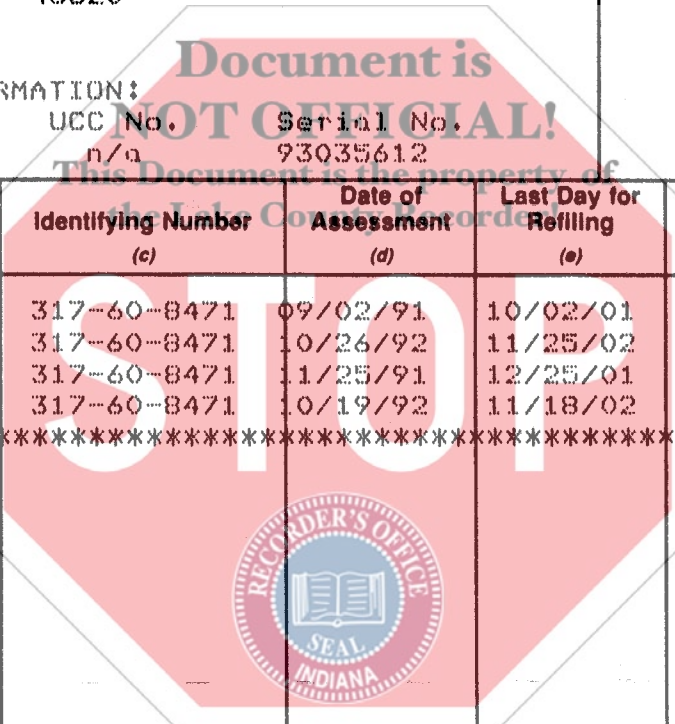 Document is
RMATION:
UCC No. Serial No.
NOT OFFICIAL!
n/a 93035612
This Document is the property of
the Lake County Recorder!
Identifying Number Date of Assessment Last Day for Refiling
(c) (d) (e)
317-60-8471 09/02/91 10/02/01
317-60-8471 10/26/92 11/25/02
317-60-8471 11/25/91 12/25/01
317-60-8471 10/19/92 11/18/02
STOP
RECORDER'S OFFICE
SEAL
INDIANA